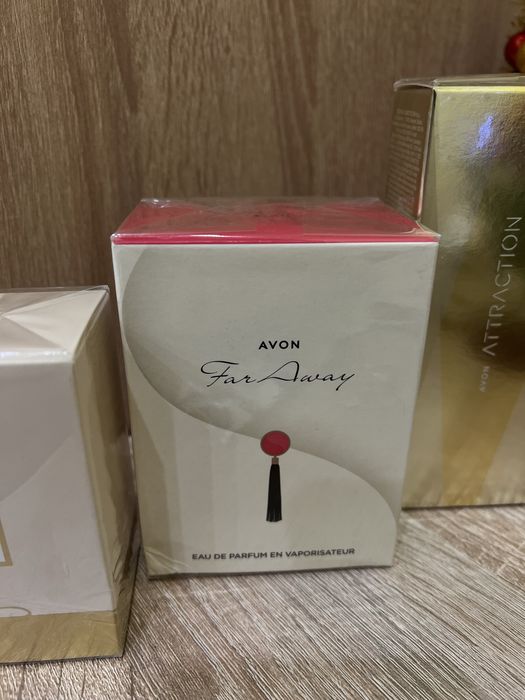 AVON
Far Away
EAU DE PARFUM EN VAPORISATEUR
AVON ATTRACTION